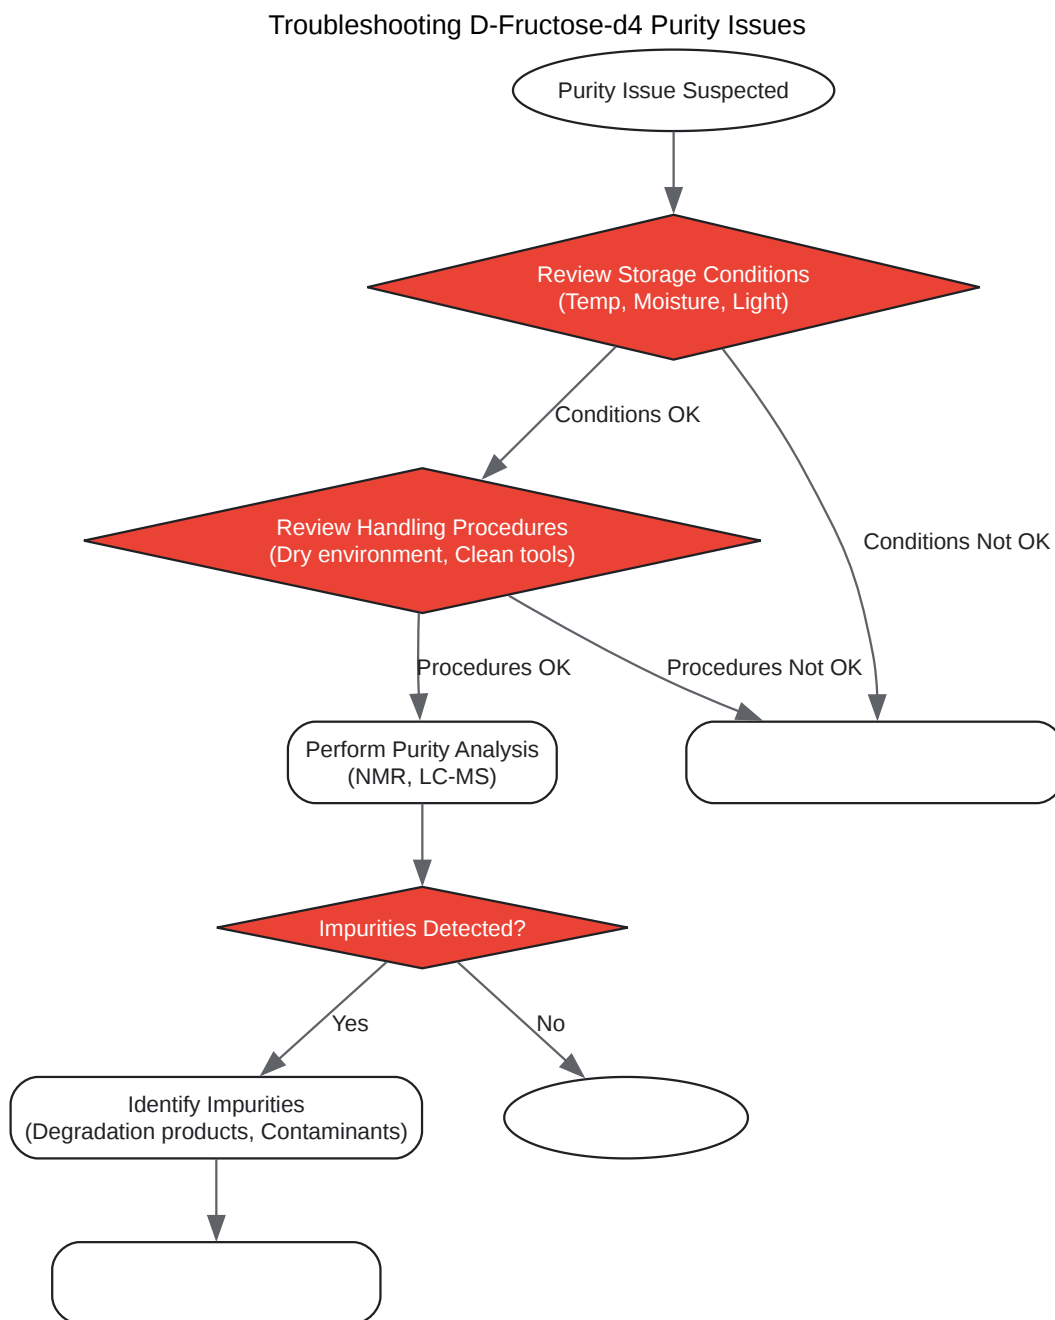 Troubleshooting D-Fructose-d4 Purity Issues
Purity Issue Suspected
Review Storage Conditions
(Temp, Moisture, Light)
Conditions OK
Review Handling Procedures
(Dry environment, Clean tools)
Conditions Not OK
Procedures OK
Procedures Not OK
Perform Purity Analysis
(NMR, LC-MS)
Impurities Detected?
Yes
No
Identify Impurities
(Degradation products, Contaminants)